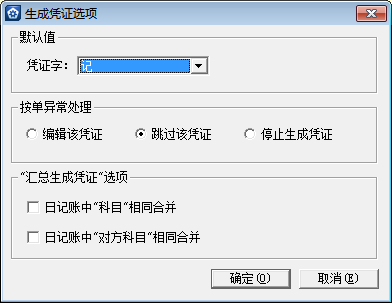 生成凭证选项
默认值
凭证字： 记
按单异常处理
编辑该凭证 跳过该凭证 停止生成凭证
“汇总生成凭证”选项
日记账中“科目”相同合并
日记账中“对方科目”相同合并
确定(O) 取消(E)